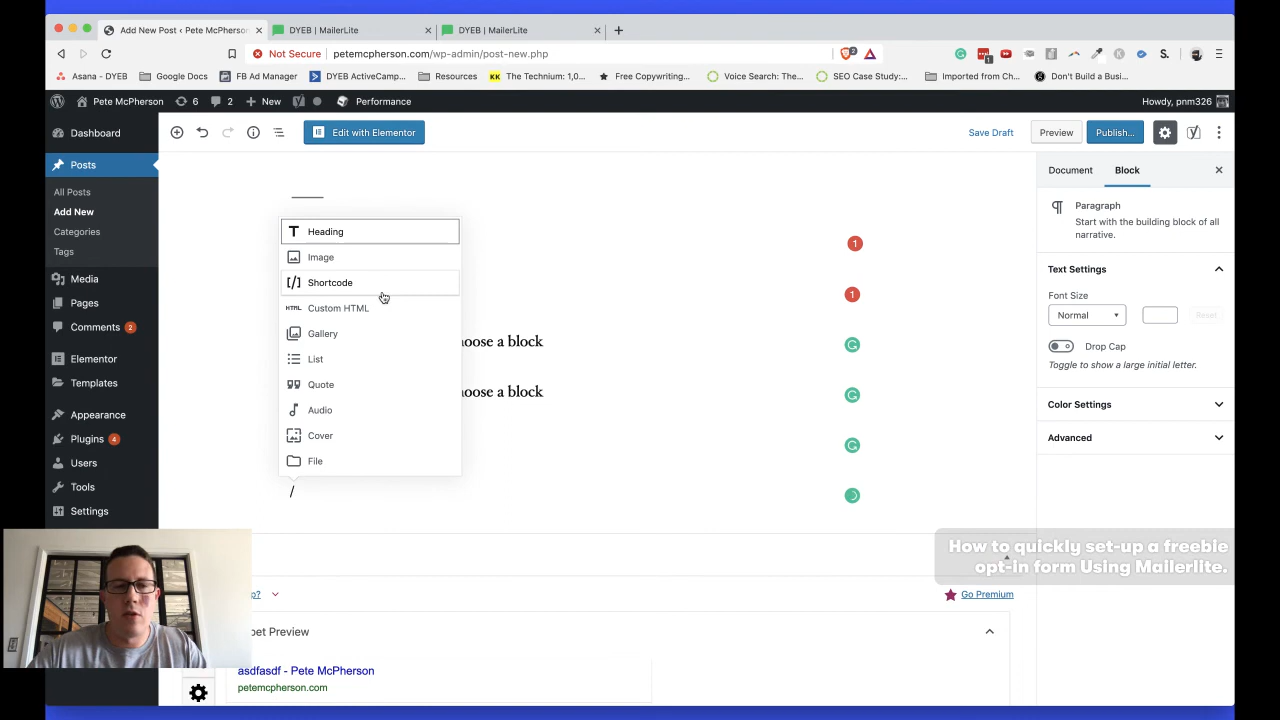 Add New Post ‹ Pete McPherson
DYEB | MailerLite
DYEB | MailerLite
Not Secure
petemcpherson.com/wp-admin/post-new.php
Asana - DYEB
Google Docs
FB Ad Manager
DYEB ActiveCamp...
Resources
The Technium: 1,0...
Free Copywriting...
Voice Search: The...
SEO Case Study:...
Imported from Ch...
Don't Build a Busi...
Pete McPherson
6
2
New
Performance
Howdy, pnm326
Dashboard
Posts
All Posts
Add New
Categories
Tags
Media
Pages
Comments 2
Elementor
Templates
Appearance
Plugins 4
Users
Tools
Settings
Edit with Elementor
Save Draft
Preview
Publish...
Heading
Image
Shortcode
Custom HTML
Gallery
List
Quote
Audio
Cover
File
/
hoose a block
hoose a block
1
1
Document
Block
Paragraph
Start with the building block of all
narrative.
Text Settings
Font Size
Normal
Reset
Drop Cap
Toggle to show a large initial letter.
Color Settings
Advanced
How to quickly set-up a freebie
opt-in form Using Mailerlite.
p?
Go Premium
pet Preview
asdfasdf - Pete McPherson
petemcpherson.com